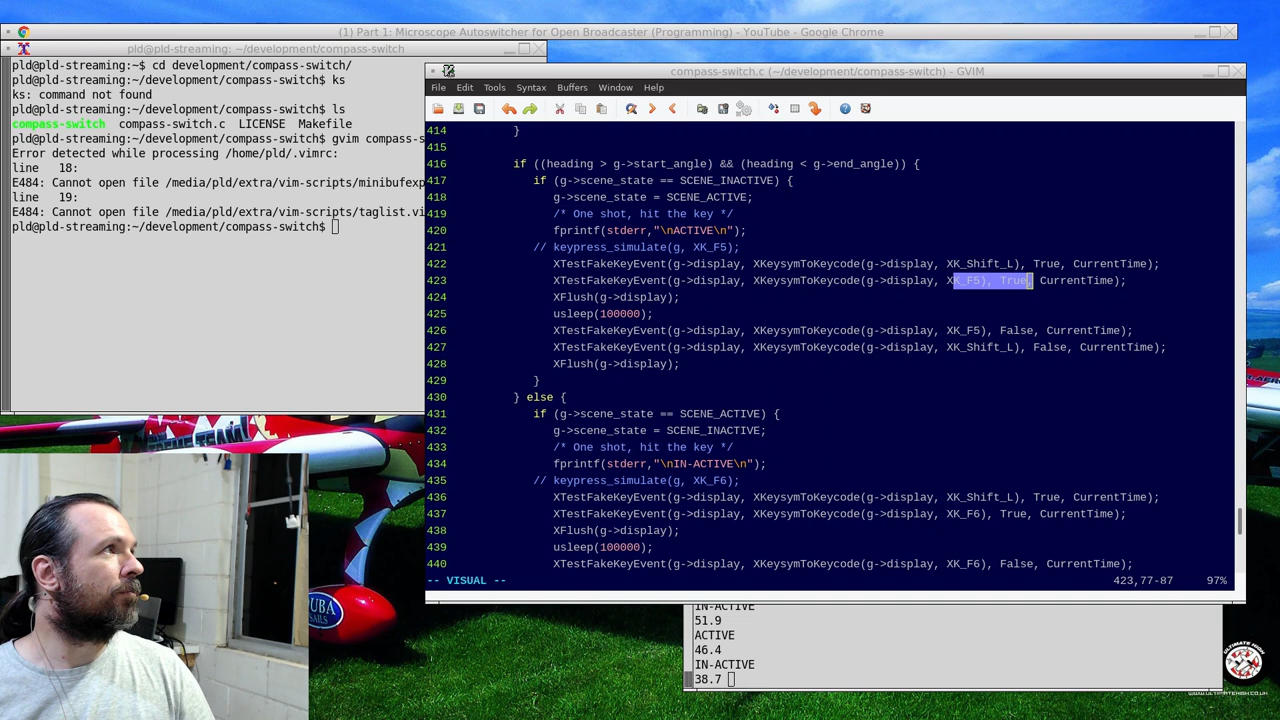 (1) Part 1: Microscope Autoswitcher for Open Broadcaster (Programming) - YouTube - Google Chrome
pld@pld-streaming: ~/development/compass-switch
pld@pld-streaming:~$ cd development/compass-switch/
pld@pld-streaming:~/development/compass-switch$ ks
ks: command not found
pld@pld-streaming:~/development/compass-switch$ ls
compass-switch  compass-switch.c  LICENSE  Makefile
pld@pld-streaming:~/development/compass-switch$ gvim compass-s
Error detected while processing /home/pld/.vimrc:
line   18:
E484: Cannot open file /media/pld/extra/vim-scripts/minibufexp
line   19:
E484: Cannot open file /media/pld/extra/vim-scripts/taglist.vi
pld@pld-streaming:~/development/compass-switch$
compass-switch.c (~/development/compass-switch) - GVIM
File Edit Tools Syntax Buffers Window Help
414 }
415
416 if ((heading > g->start_angle) && (heading < g->end_angle)) {
417 if (g->scene_state == SCENE_INACTIVE) {
418 g->scene_state = SCENE_ACTIVE;
419 /* One shot, hit the key */
420 fprintf(stderr,"\nACTIVE\n");
421 // keypress_simulate(g, XK_F5);
422 XTestFakeKeyEvent(g->display, XKeysymToKeycode(g->display, XK_Shift_L), True, CurrentTime);
423 XTestFakeKeyEvent(g->display, XKeysymToKeycode(g->display, XK_F5), True, CurrentTime);
424 XFlush(g->display);
425 usleep(100000);
426 XTestFakeKeyEvent(g->display, XKeysymToKeycode(g->display, XK_F5), False, CurrentTime);
427 XTestFakeKeyEvent(g->display, XKeysymToKeycode(g->display, XK_Shift_L), False, CurrentTime);
428 XFlush(g->display);
429 }
430 } else {
431 if (g->scene_state == SCENE_ACTIVE) {
432 g->scene_state = SCENE_INACTIVE;
433 /* One shot, hit the key */
434 fprintf(stderr,"\nIN-ACTIVE\n");
435 // keypress_simulate(g, XK_F6);
436 XTestFakeKeyEvent(g->display, XKeysymToKeycode(g->display, XK_Shift_L), True, CurrentTime);
437 XTestFakeKeyEvent(g->display, XKeysymToKeycode(g->display, XK_F6), True, CurrentTime);
438 XFlush(g->display);
439 usleep(100000);
440 XTestFakeKeyEvent(g->display, XKeysymToKeycode(g->display, XK_F6), False, CurrentTime);
-- VISUAL -- 423,77-87 97%
IN-ACTIVE
51.9
ACTIVE
46.4
IN-ACTIVE
38.7
ULTIMATE HIGH
WWW.ULTIMATEHIGH.CO.UK